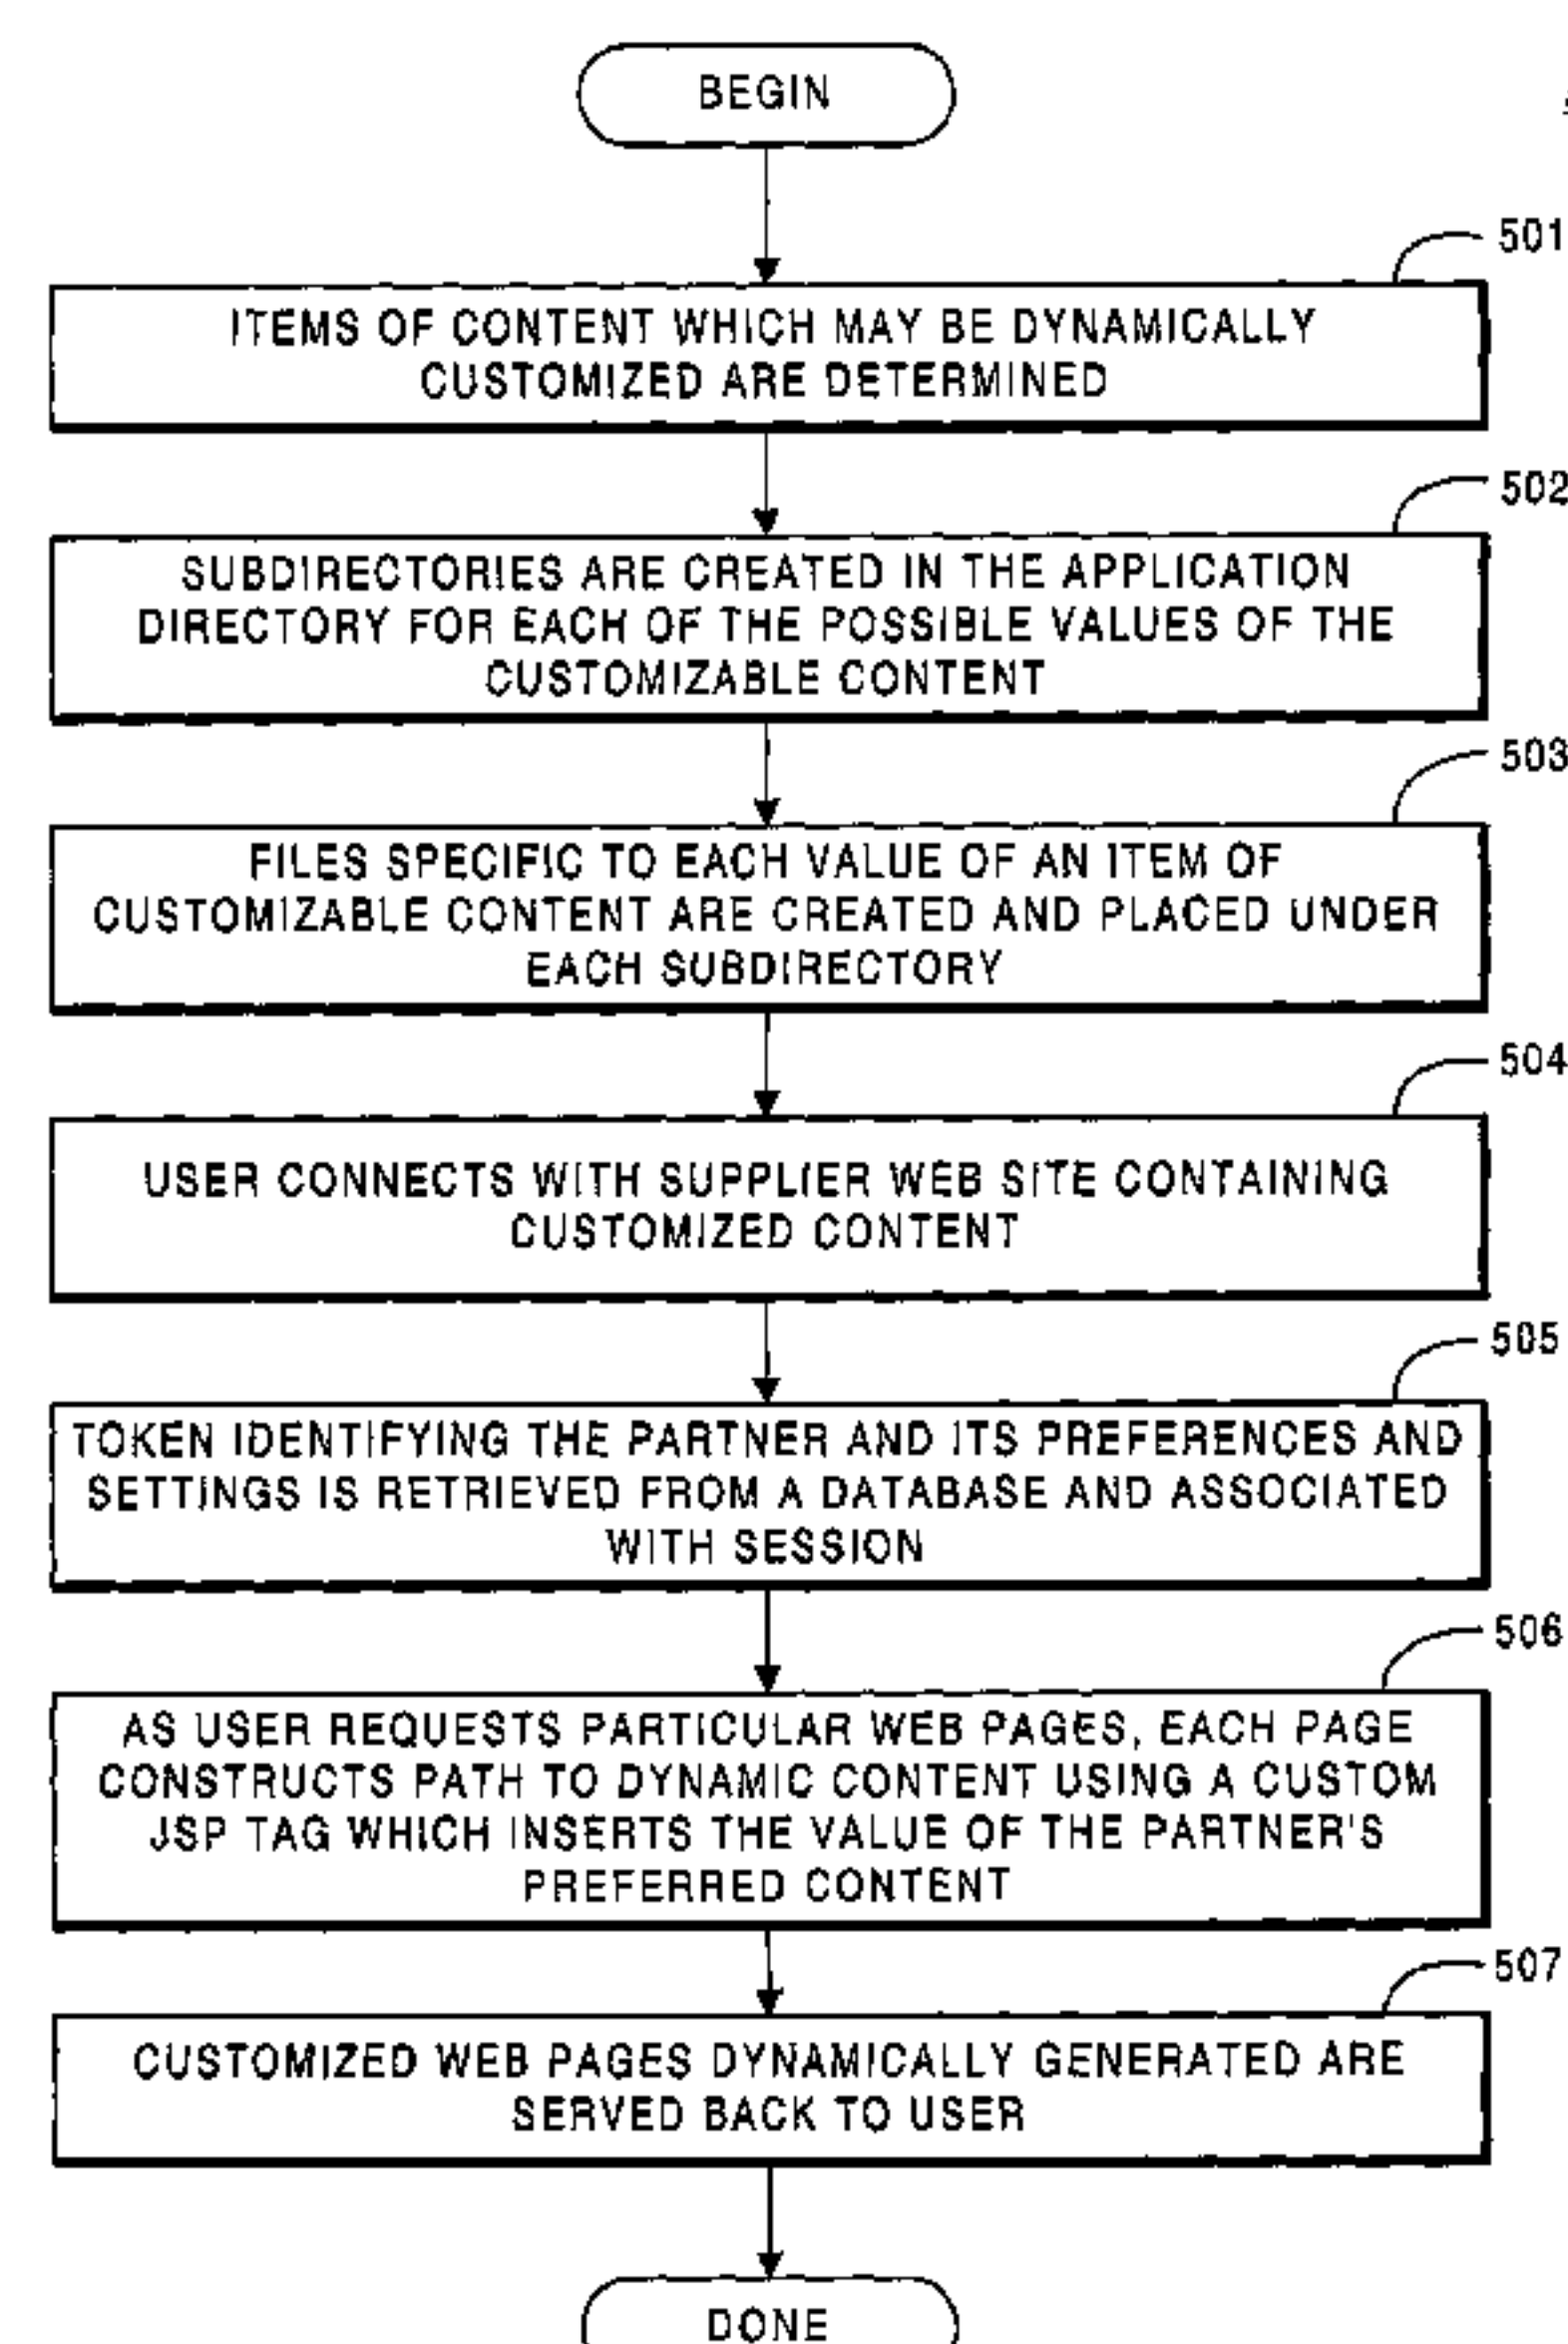 BEGIN
501
ITEMS OF CONTENT WHICH MAY BE DYNAMICALLY
CUSTOMIZED ARE DETERMINED
502
SUBDIRECTORIES ARE CREATED IN THE APPLICATION
DIRECTORY FOR EACH OF THE POSSIBLE VALUES OF THE
CUSTOMIZABLE CONTENT
503
FILES SPECIFIC TO EACH VALUE OF AN ITEM OF
CUSTOMIZABLE CONTENT ARE CREATED AND PLACED UNDER
EACH SUBDIRECTORY
504
USER CONNECTS WITH SUPPLIER WEB SITE CONTAINING
CUSTOMIZED CONTENT
505
TOKEN IDENTIFYING THE PARTNER AND ITS PREFERENCES AND
SETTINGS IS RETRIEVED FROM A DATABASE AND ASSOCIATED
WITH SESSION
506
AS USER REQUESTS PARTICULAR WEB PAGES, EACH PAGE
CONSTRUCTS PATH TO DYNAMIC CONTENT USING A CUSTOM
JSP TAG WHICH INSERTS THE VALUE OF THE PARTNER'S
PREFERRED CONTENT
507
CUSTOMIZED WEB PAGES DYNAMICALLY GENERATED ARE
SERVED BACK TO USER
DONE